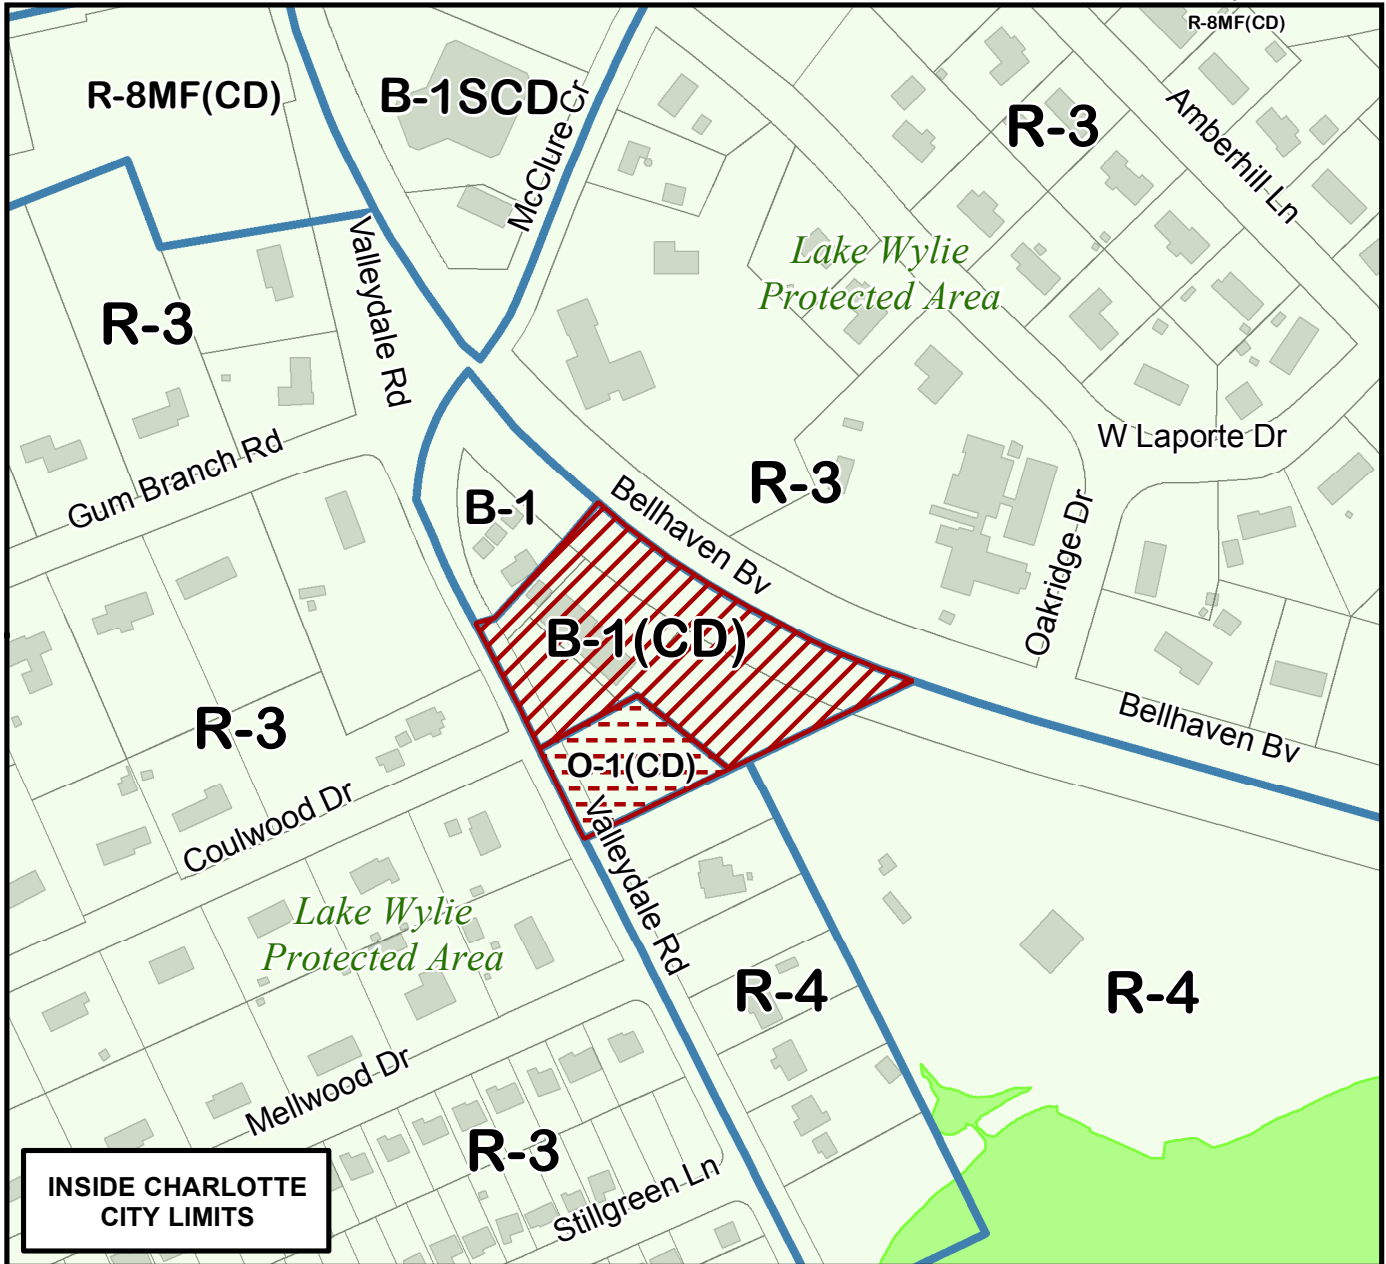 R-8MF(CD)
R-8MF(CD)
B-1SCD
McClure Cr
R-3
Amberhill Ln
Valleydale Rd
Lake Wylie
Protected Area
R-3
W Laporte Dr
Gum Branch Rd
R-3
B-1
Bellhaven Bv
Oakridge Dr
B-1(CD)
R-3
Bellhaven Bv
O-1(CD)
Coulwood Dr
Valleydale Rd
Lake Wylie
Protected Area
R-4
R-4
Mellwood Dr
R-3
Stillgreen Ln
INSIDE CHARLOTTE
CITY LIMITS